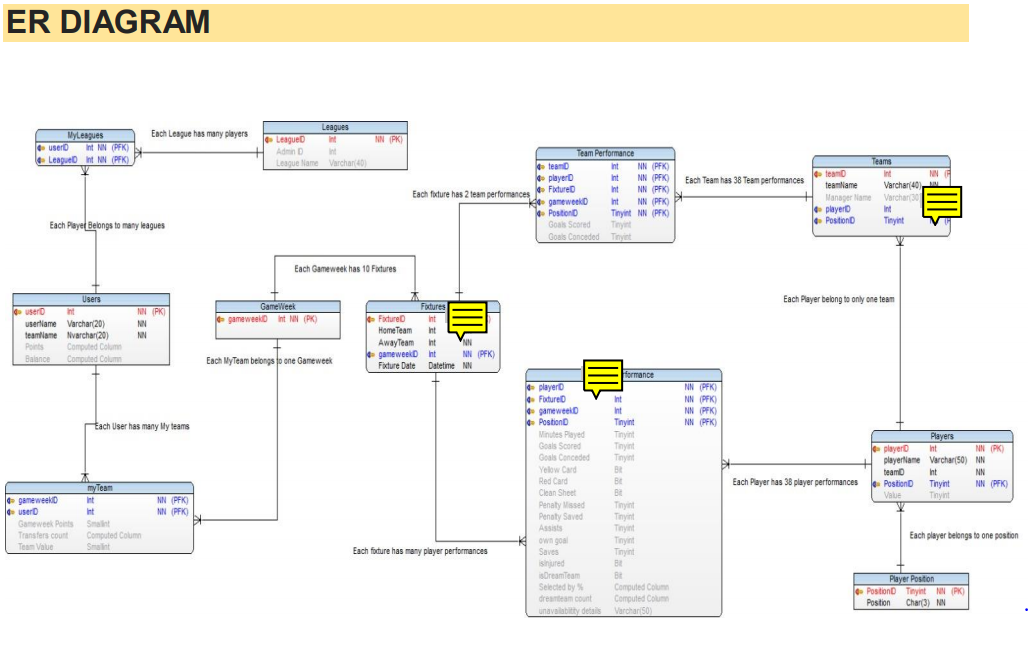 ER DIAGRAM
MyLeagues
userID Int NN (PFK)
LeagueID Int NN (PFK)
Each League has many players
Leagues
LeagueID Int NN (PK)
Admin ID Int
League Name Varchar(40)
Each Player Belongs to many leagues
Users
userID Int NN (PK)
userName Varchar(20) NN
teamName Nvarchar(20) NN
Points Computed Column
Balance Computed Column
Each User has many My teams
myTeam
gameweekID Int NN (PFK)
userID Int NN (PFK)
Gameweek Points Smallint
Transfers count Computed Column
Team Value Smallint
Each Gameweek has 10 Fixtures
GameWeek
gameweekID Int NN (PK)
Each MyTeam belongs to one Gameweek
Fixtures
FixtureID Int
HomeTeam Int
AwayTeam Int NN
gameweekID Int NN (PFK)
Fixture Date Datetime NN
Each fixture has 2 team performances
Team Performance
teamID Int NN (PFK)
playerID Int NN (PFK)
FixtureID Int NN (PFK)
gameweekID Int NN (PFK)
PositionID Tinyint NN (PFK)
Goals Scored Tinyint
Goals Conceded Tinyint
Each Team has 38 Team performances
Teams
teamID Int NN
teamName Varchar(40) NN
Manager Name
playerID Int
PositionID Tinyint
Each Player belong to only one team
Each fixture has many player performances
playerID NN (PFK)
FixtureID Int NN (PFK)
gameweekID Int NN (PFK)
PositionID Tinyint NN (PFK)
Minutes Played Tinyint
Goals Scored Tinyint
Goals Conceded Tinyint
Yellow Card Bit
Red Card Bit
Clean Sheet Bit
Penalty Missed Tinyint
Penalty Saved Tinyint
Assists Tinyint
own goal Tinyint
Saves Tinyint
isInjured Bit
isDreamTeam Bit
Selected by % Computed Column
dreamteam count Computed Column
unavailability details Varchar(50)
Each Player has 38 player performances
Players
playerID Int NN (PK)
playerName Varchar(50) NN
teamID Int NN
PositionID Tinyint NN (PFK)
Value Tinyint
Each player belongs to one position
Player Position
PositionID Tinyint NN (PK)
Position Char(3) NN